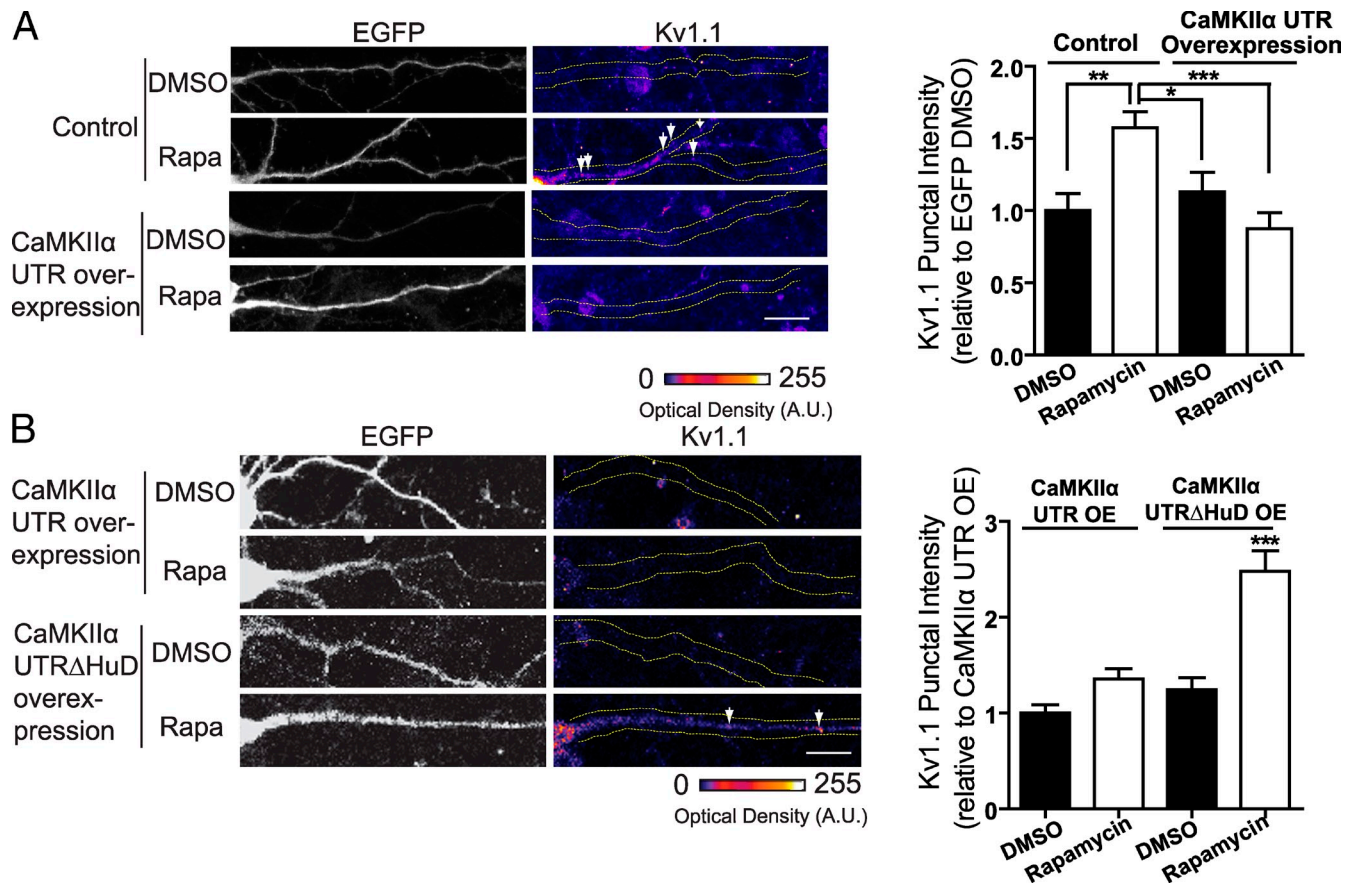 A
EGFP
Kv1.1
Control
DMSO
Rapa
CaMKIIα
UTR over-
expression
DMSO
Rapa
0
255
Optical Density (A.U.)
Control
CaMKIIα UTR
Overexpression
Kv1.1 Punctal Intensity
(relative to EGFP DMSO)
2.0
1.5
1.0
0.5
0.0
**
***
*
DMSO
Rapamycin
DMSO
Rapamycin
B
EGFP
Kv1.1
CaMKIIα
UTR over-
expression
DMSO
Rapa
CaMKIIα
UTRΔHuD
overex-
pression
DMSO
Rapa
0
255
Optical Density (A.U.)
CaMKIIα
UTR OE
CaMKIIα
UTRΔHuD OE
***
Kv1.1 Punctal Intensity
(relative to CaMKIIα UTR OE)
3
2
1
0
DMSO
Rapamycin
DMSO
Rapamycin